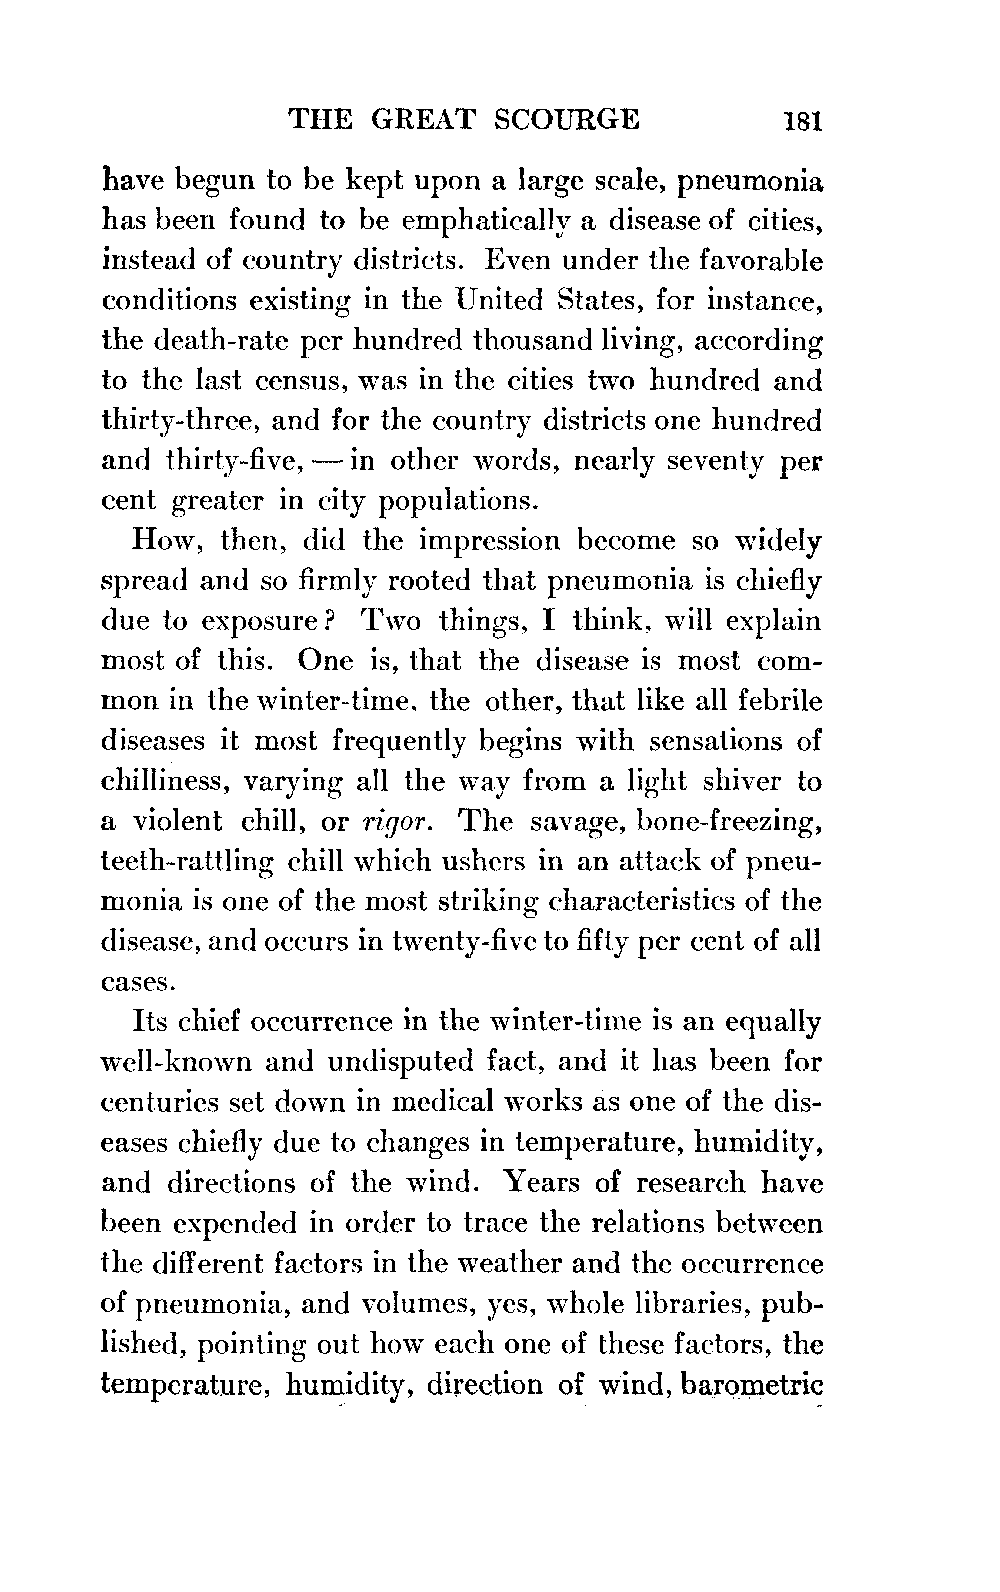 THE GREAT SCOURGE 181
have begun to be kept upon a large scale, pneumonia
has been found to be emphatically a disease of cities,
instead of country districts. Even under the favorable
conditions existing in the United States, for instance,
the death-rate per hundred thousand living, according
to the last census, was in the cities two hundred and
thirty-three, and for the country districts one hundred
and thirty-five, — in other words, nearly seventy per
cent greater in city populations.
How, then, did the impression become so widely
spread and so firmly rooted that pneumonia is chiefly
due to exposure? Two things, I think, will explain
most of this. One is, that the disease is most com-
mon in the winter-time, the other, that like all febrile
diseases it most frequently begins with sensations of
chilliness, varying all the way from a light shiver to
a violent chill, or rigor. The savage, bone-freezing,
teeth-rattling chill which ushers in an attack of pneu-
monia is one of the most striking characteristics of the
disease, and occurs in twenty-five to fifty per cent of all
cases.
Its chief occurrence in the winter-time is an equally
well-known and undisputed fact, and it has been for
centuries set down in medical works as one of the dis-
eases chiefly due to changes in temperature, humidity,
and directions of the wind. Years of research have
been expended in order to trace the relations between
the different factors in the weather and the occurrence
of pneumonia, and volumes, yes, whole libraries, pub-
lished, pointing out how each one of these factors, the
temperature, humidity, direction of wind, barometric